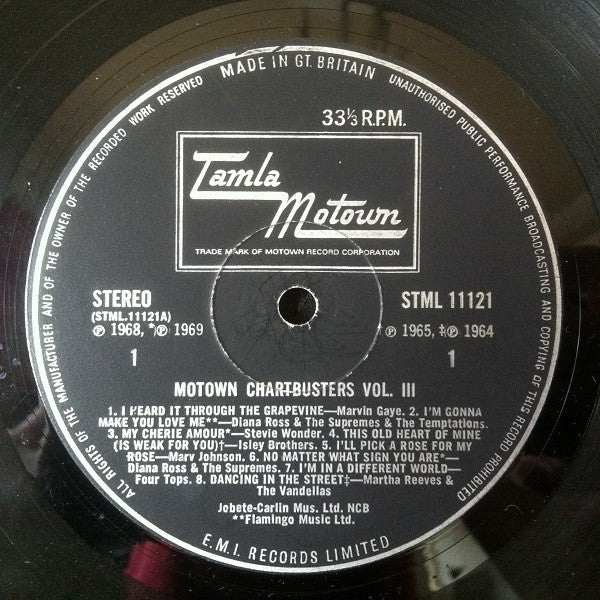 MADE IN GT. BRITAIN
ALL RIGHTS OF THE MANUFACTURER AND OF THE OWNER OF THE RECORDED WORK RESERVED
UNAUTHORISED PUBLIC PERFORMANCE BROADCASTING AND COPYING OF THIS RECORD PROHIBITED
33⅓ R.P.M.
Tamla
Motown
TRADE MARK OF MOTOWN RECORD CORPORATION
STEREO STML 11121
(STML.11121A)
℗ 1968, *℗ 1969 † ℗ 1965, ‡℗ 1964
1 1
MOTOWN CHARTBUSTERS VOL. III
1. I HEARD IT THROUGH THE GRAPEVINE—Marvin Gaye. 2. I'M GONNA
MAKE YOU LOVE ME**—Diana Ross & The Supremes & The Temptations.
3. MY CHERIE AMOUR*—Stevie Wonder. 4. THIS OLD HEART OF MINE
(IS WEAK FOR YOU)†—Isley Brothers. 5. I'LL PICK A ROSE FOR MY
ROSE—Marv Johnson. 6. NO MATTER WHAT SIGN YOU ARE*—
Diana Ross & The Supremes. 7. I'M IN A DIFFERENT WORLD—
Four Tops. 8. DANCING IN THE STREET‡—Martha Reeves &
The Vandellas
Jobete-Carlin Mus. Ltd. NCB
**Flamingo Music Ltd.
E.M.I. RECORDS LIMITED